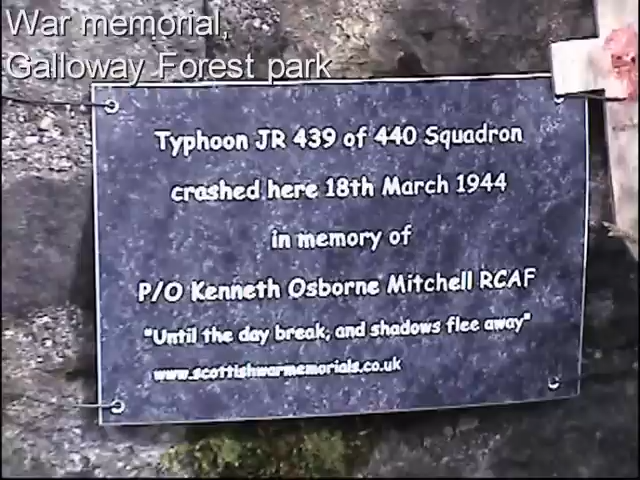 War memorial,
Galloway Forest park
Typhoon JR 439 of 440 Squadron
crashed here 18th March 1944
in memory of
P/O Kenneth Osborne Mitchell RCAF
"Until the day break, and shadows flee away"
www.scottishwarmemorials.co.uk